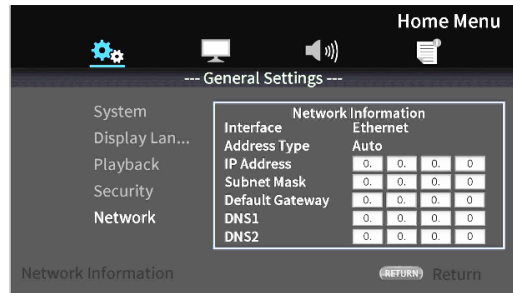 Home Menu
--- General Settings ---
System
Display Lan...
Playback
Security
Network
Network Information
Interface Ethernet
Address Type Auto
IP Address 0. 0. 0. 0
Subnet Mask 0. 0. 0. 0
Default Gateway 0. 0. 0. 0
DNS1 0. 0. 0. 0
DNS2 0. 0. 0. 0
Network Information
RETURN Return